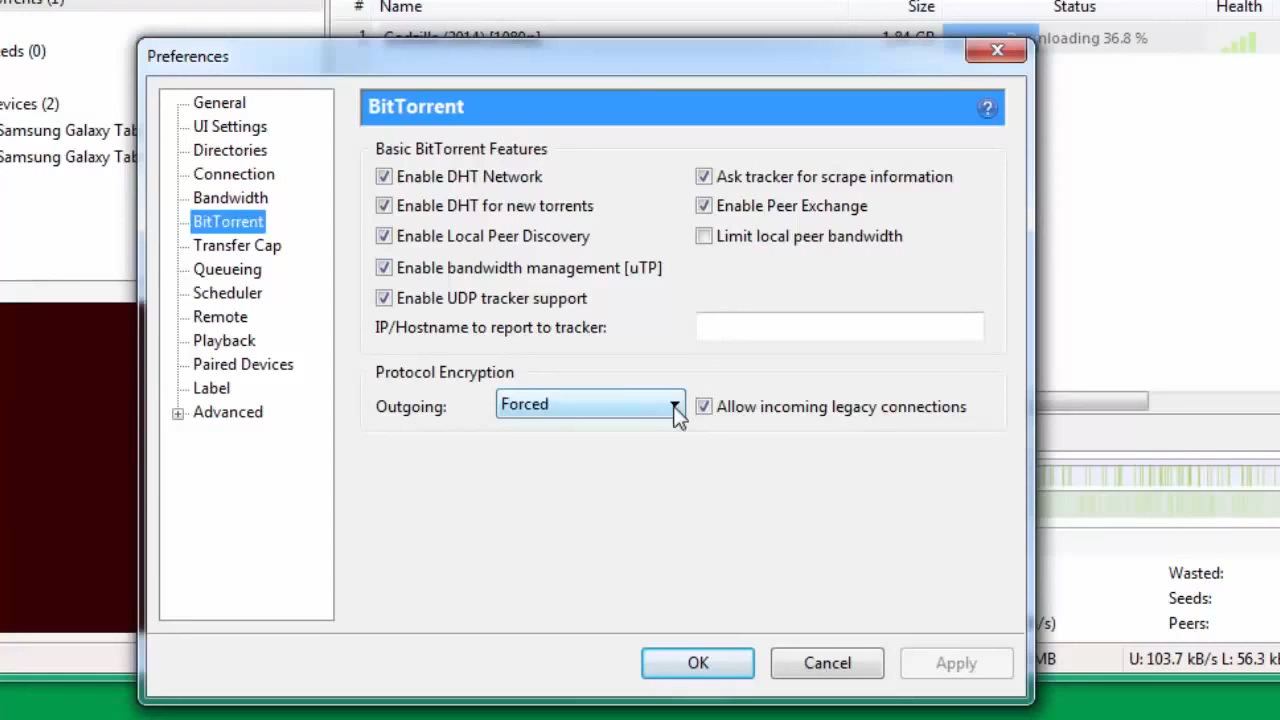 # Name Size Status Health
eds (0)
1 Godzilla (2014) [1080p] 1.84 GB nloading 36.8 %
Preferences
evices (2)
Samsung Galaxy Tab
Samsung Galaxy Tab
General
UI Settings
Directories
Connection
Bandwidth
BitTorrent
Transfer Cap
Queueing
Scheduler
Remote
Playback
Paired Devices
Label
Advanced
BitTorrent
Basic BitTorrent Features
Enable DHT Network
Ask tracker for scrape information
Enable DHT for new torrents
Enable Peer Exchange
Enable Local Peer Discovery
Limit local peer bandwidth
Enable bandwidth management [uTP]
Enable UDP tracker support
IP/Hostname to report to tracker:
Protocol Encryption
Outgoing: Forced
Allow incoming legacy connections
OK Cancel Apply
Wasted:
Seeds:
/s) Peers:
MB U: 103.7 kB/s L: 56.3 k